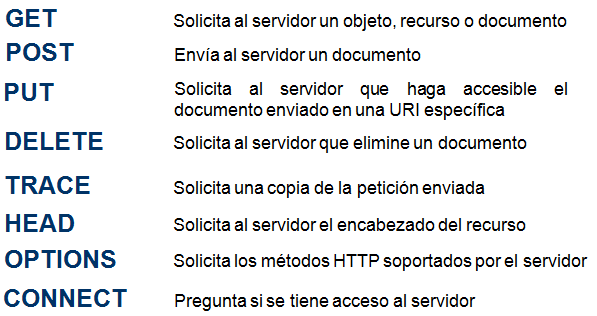 GET Solicita al servidor un objeto, recurso o documento
POST Envía al servidor un documento
PUT Solicita al servidor que haga accesible el
documento enviado en una URI específica
DELETE Solicita al servidor que elimine un documento
TRACE Solicita una copia de la petición enviada
HEAD Solicita al servidor el encabezado del recurso
OPTIONS Solicita los métodos HTTP soportados por el servidor
CONNECT Pregunta si se tiene acceso al servidor